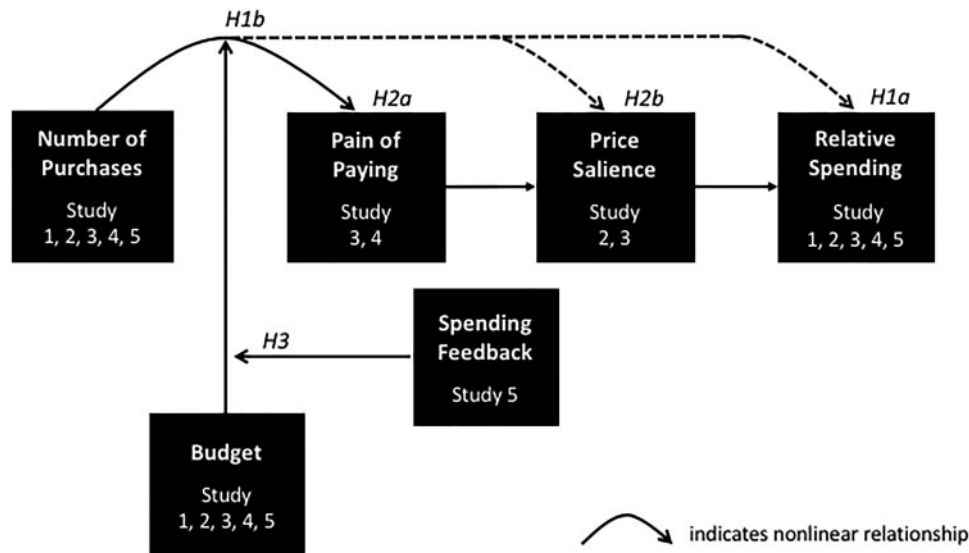 H1b
H2a
H2b
H1a
Number of
Purchases
Study
1, 2, 3, 4, 5
Pain of
Paying
Study
3, 4
Price
Salience
Study
2, 3
Relative
Spending
Study
1, 2, 3, 4, 5
H3
Spending
Feedback
Study 5
Budget
Study
1, 2, 3, 4, 5
indicates nonlinear relationship